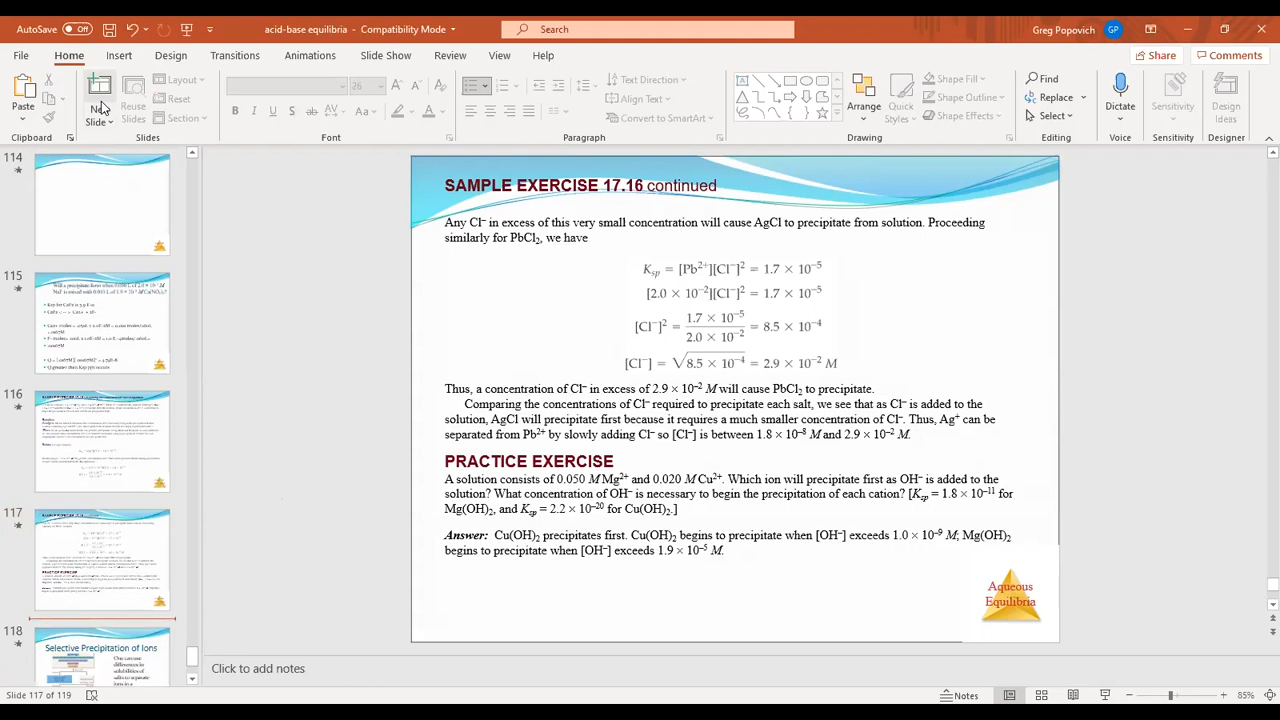 AutoSave Off acid-base equilibria - Compatibility Mode Search Greg Popovich GP
File Home Insert Design Transitions Animations Slide Show Review View Help Share Comments
Paste Slide Reuse Slides Layout Reset Section 26 Text Direction Align Text Convert to SmartArt Arrange Quick Styles Shape Fill Shape Outline Shape Effects Find Replace Select Dictate Sensitivity Design Ideas
Clipboard Slides Font Paragraph Drawing Editing Voice Sensitivity Designer
114
115
116
117
118
Selective Precipitation of Ions
SAMPLE EXERCISE 17.16 continued
Any Cl⁻ in excess of this very small concentration will cause AgCl to precipitate from solution. Proceeding
similarly for PbCl₂, we have
Ksp = [Pb²⁺][Cl⁻]² = 1.7 × 10⁻⁵
[2.0 × 10⁻²][Cl⁻]² = 1.7 × 10⁻⁵
[Cl⁻]² = 1.7 × 10⁻⁵ / 2.0 × 10⁻² = 8.5 × 10⁻⁴
[Cl⁻] = √8.5 × 10⁻⁴ = 2.9 × 10⁻² M
Thus, a concentration of Cl⁻ in excess of 2.9 × 10⁻² M will cause PbCl₂ to precipitate.
Comparing the concentrations of Cl⁻ required to precipitate each salt, we see that as Cl⁻ is added to the
solution, AgCl will precipitate first because it requires a much smaller concentration of Cl⁻. Thus, Ag⁺ can be
separated from Pb²⁺ by slowly adding Cl⁻ so [Cl⁻] is between 1.8 × 10⁻⁸ M and 2.9 × 10⁻² M.
PRACTICE EXERCISE
A solution consists of 0.050 M Mg²⁺ and 0.020 M Cu²⁺. Which ion will precipitate first as OH⁻ is added to the
solution? What concentration of OH⁻ is necessary to begin the precipitation of each cation? [Ksp = 1.8 × 10⁻¹¹ for
Mg(OH)₂, and Ksp = 2.2 × 10⁻²⁰ for Cu(OH)₂.]
Answer: Cu(OH)₂ precipitates first. Cu(OH)₂ begins to precipitate when [OH⁻] exceeds 1.0 × 10⁻⁹ M; Mg(OH)₂
begins to precipitate when [OH⁻] exceeds 1.9 × 10⁻⁵ M.
Aqueous
Equilibria
Click to add notes
Slide 117 of 119 Notes 85%